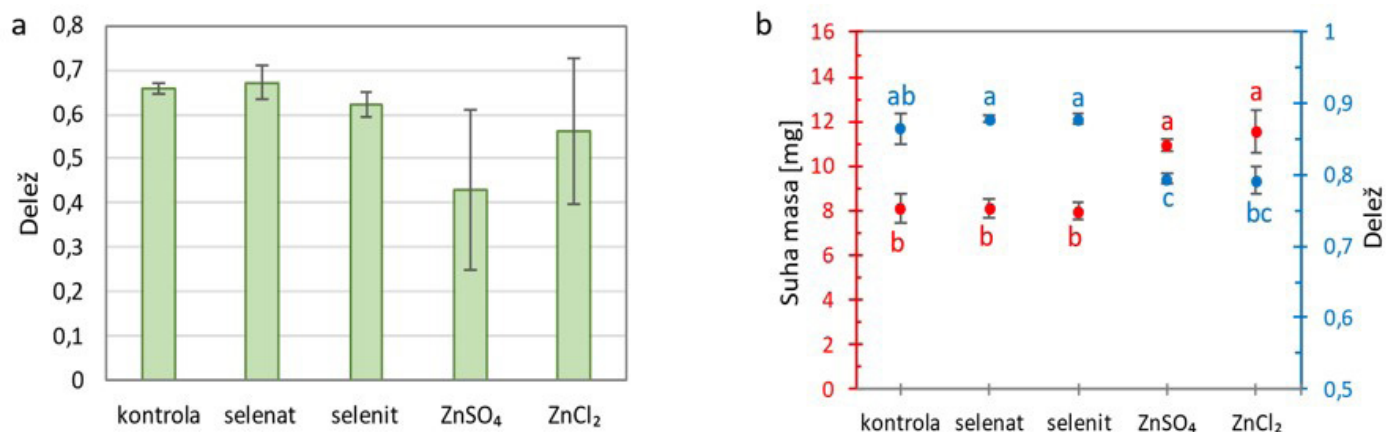 a
0,8
0,7
0,6
0,5
0,4
0,3
0,2
0,1
0
Delež
kontrola selenat selenit ZnSO₄ ZnCl₂
b
16
14
12
10
8
6
4
2
0
Suha masa [mg]
ab a a a a
b b b c bc
1
0,9
0,8
0,7
0,6
0,5
Delež
kontrola selenat selenit ZnSO₄ ZnCl₂